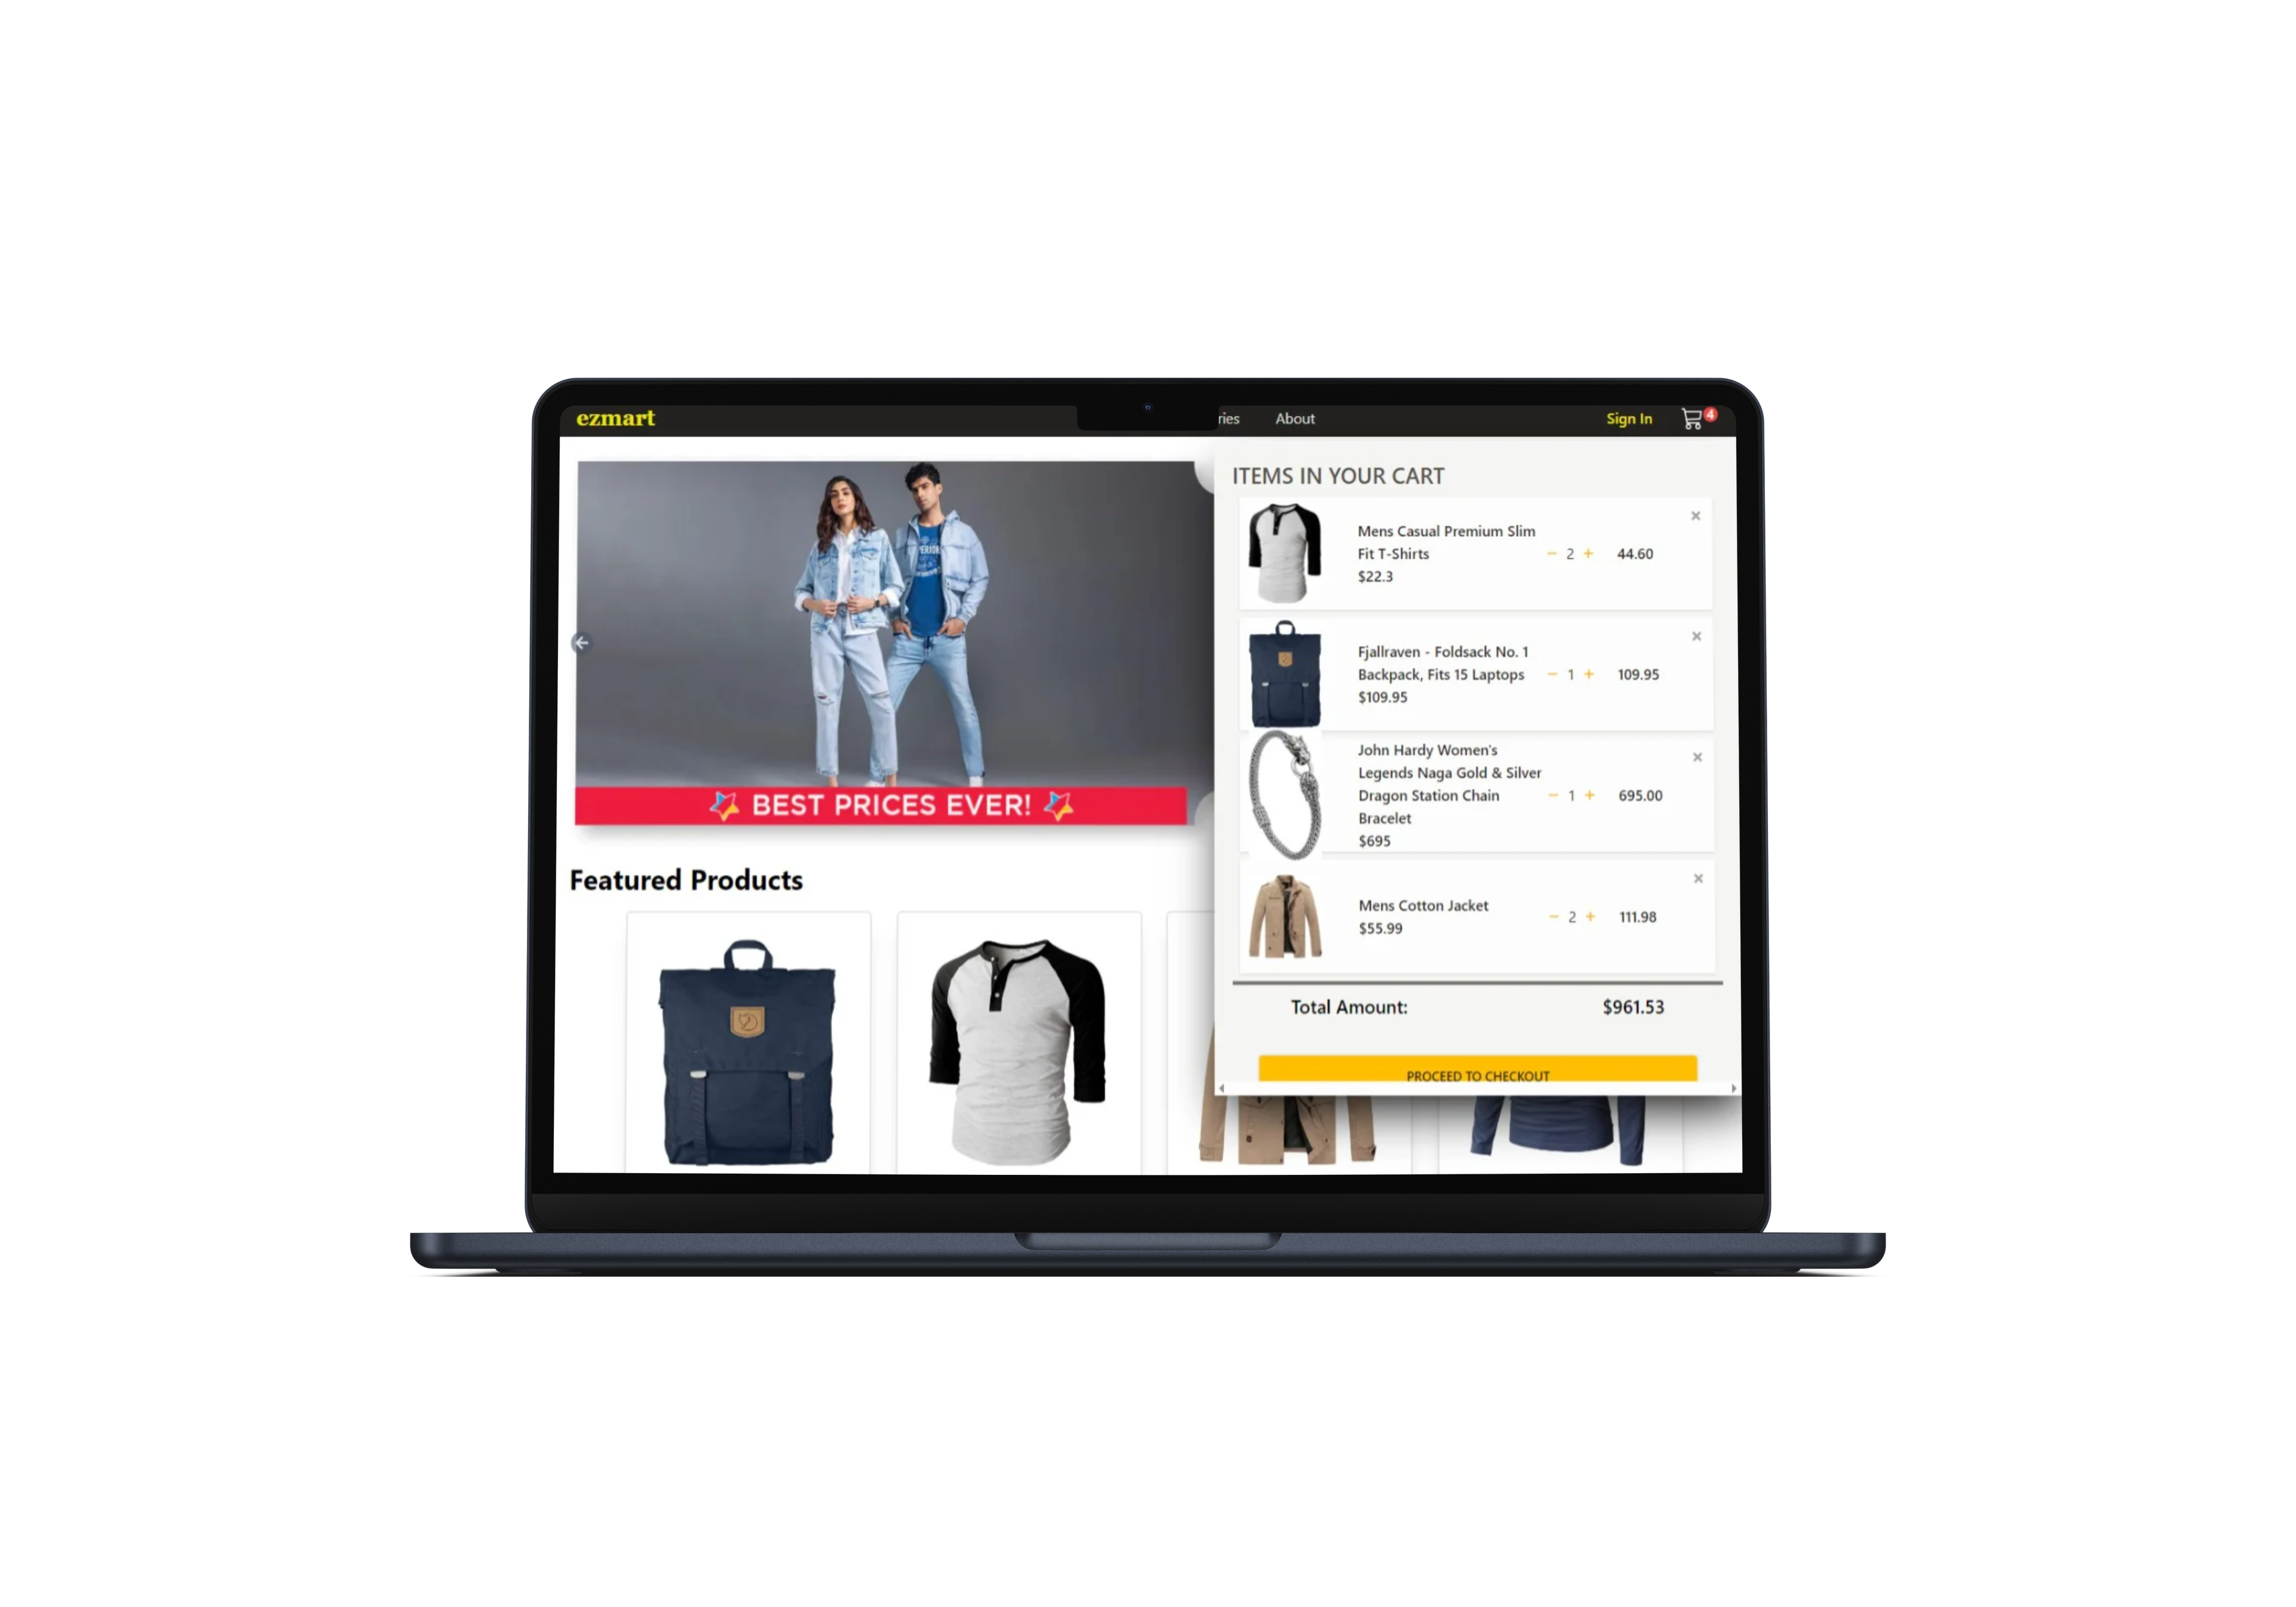 ezmart
ries
About
Sign In
4
ITEMS IN YOUR CART
Mens Casual Premium Slim
Fit T-Shirts
$22.3
− 2 +
44.60
×
Fjallraven - Foldsack No. 1
Backpack, Fits 15 Laptops
$109.95
− 1 +
109.95
×
John Hardy Women's
Legends Naga Gold & Silver
Dragon Station Chain
Bracelet
$695
− 1 +
695.00
×
Mens Cotton Jacket
$55.99
− 2 +
111.98
×
Total Amount:
$961.53
PROCEED TO CHECKOUT
BEST PRICES EVER!
Featured Products